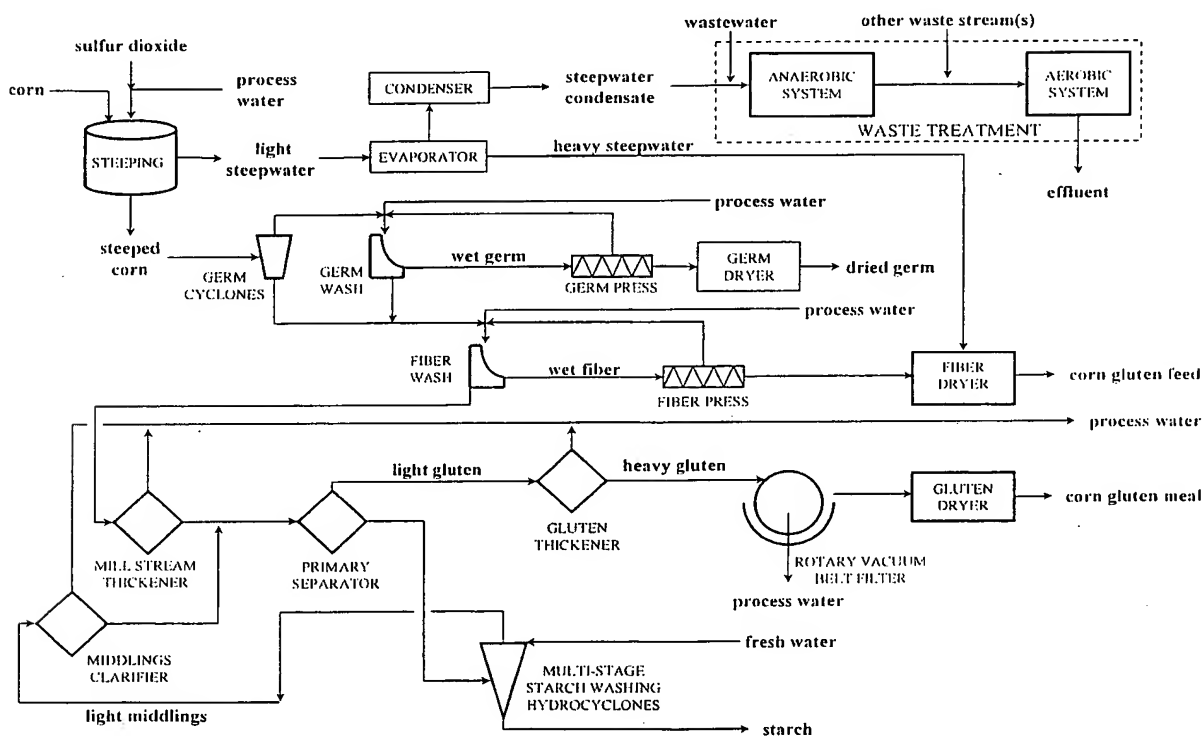 wastewater
other waste stream(s)
sulfur dioxide
corn
process
water
CONDENSER
steepwater
condensate
ANAEROBIC
SYSTEM
AEROBIC
SYSTEM
WASTE TREATMENT
STEEPING
light
steepwater
EVAPORATOR
heavy steepwater
effluent
process water
steeped
corn
GERM
CYCLONES
GERM
WASH
wet germ
GERM PRESS
GERM
DRYER
dried germ
process water
FIBER
WASH
wet fiber
FIBER PRESS
FIBER
DRYER
corn gluten feed
process water
light gluten
heavy gluten
GLUTEN
DRYER
corn gluten meal
MILL STREAM
THICKENER
PRIMARY
SEPARATOR
GLUTEN
THICKENER
ROTARY VACUUM
BELT FILTER
process water
fresh water
MIDDLINGS
CLARIFIER
MULTI-STAGE
STARCH WASHING
HYDROCYCLONES
light middlings
starch